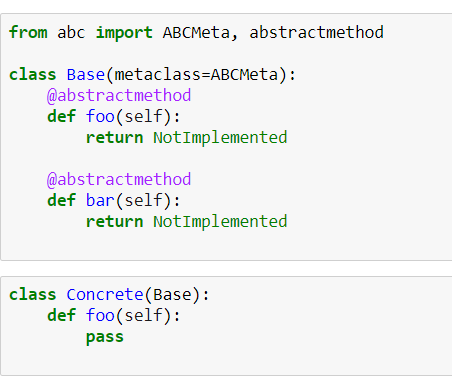 from abc import ABCMeta, abstractmethod
class Base(metaclass=ABCMeta):
    @abstractmethod
    def foo(self):
        return NotImplemented
    @abstractmethod
    def bar(self):
        return NotImplemented
class Concrete(Base):
    def foo(self):
        pass